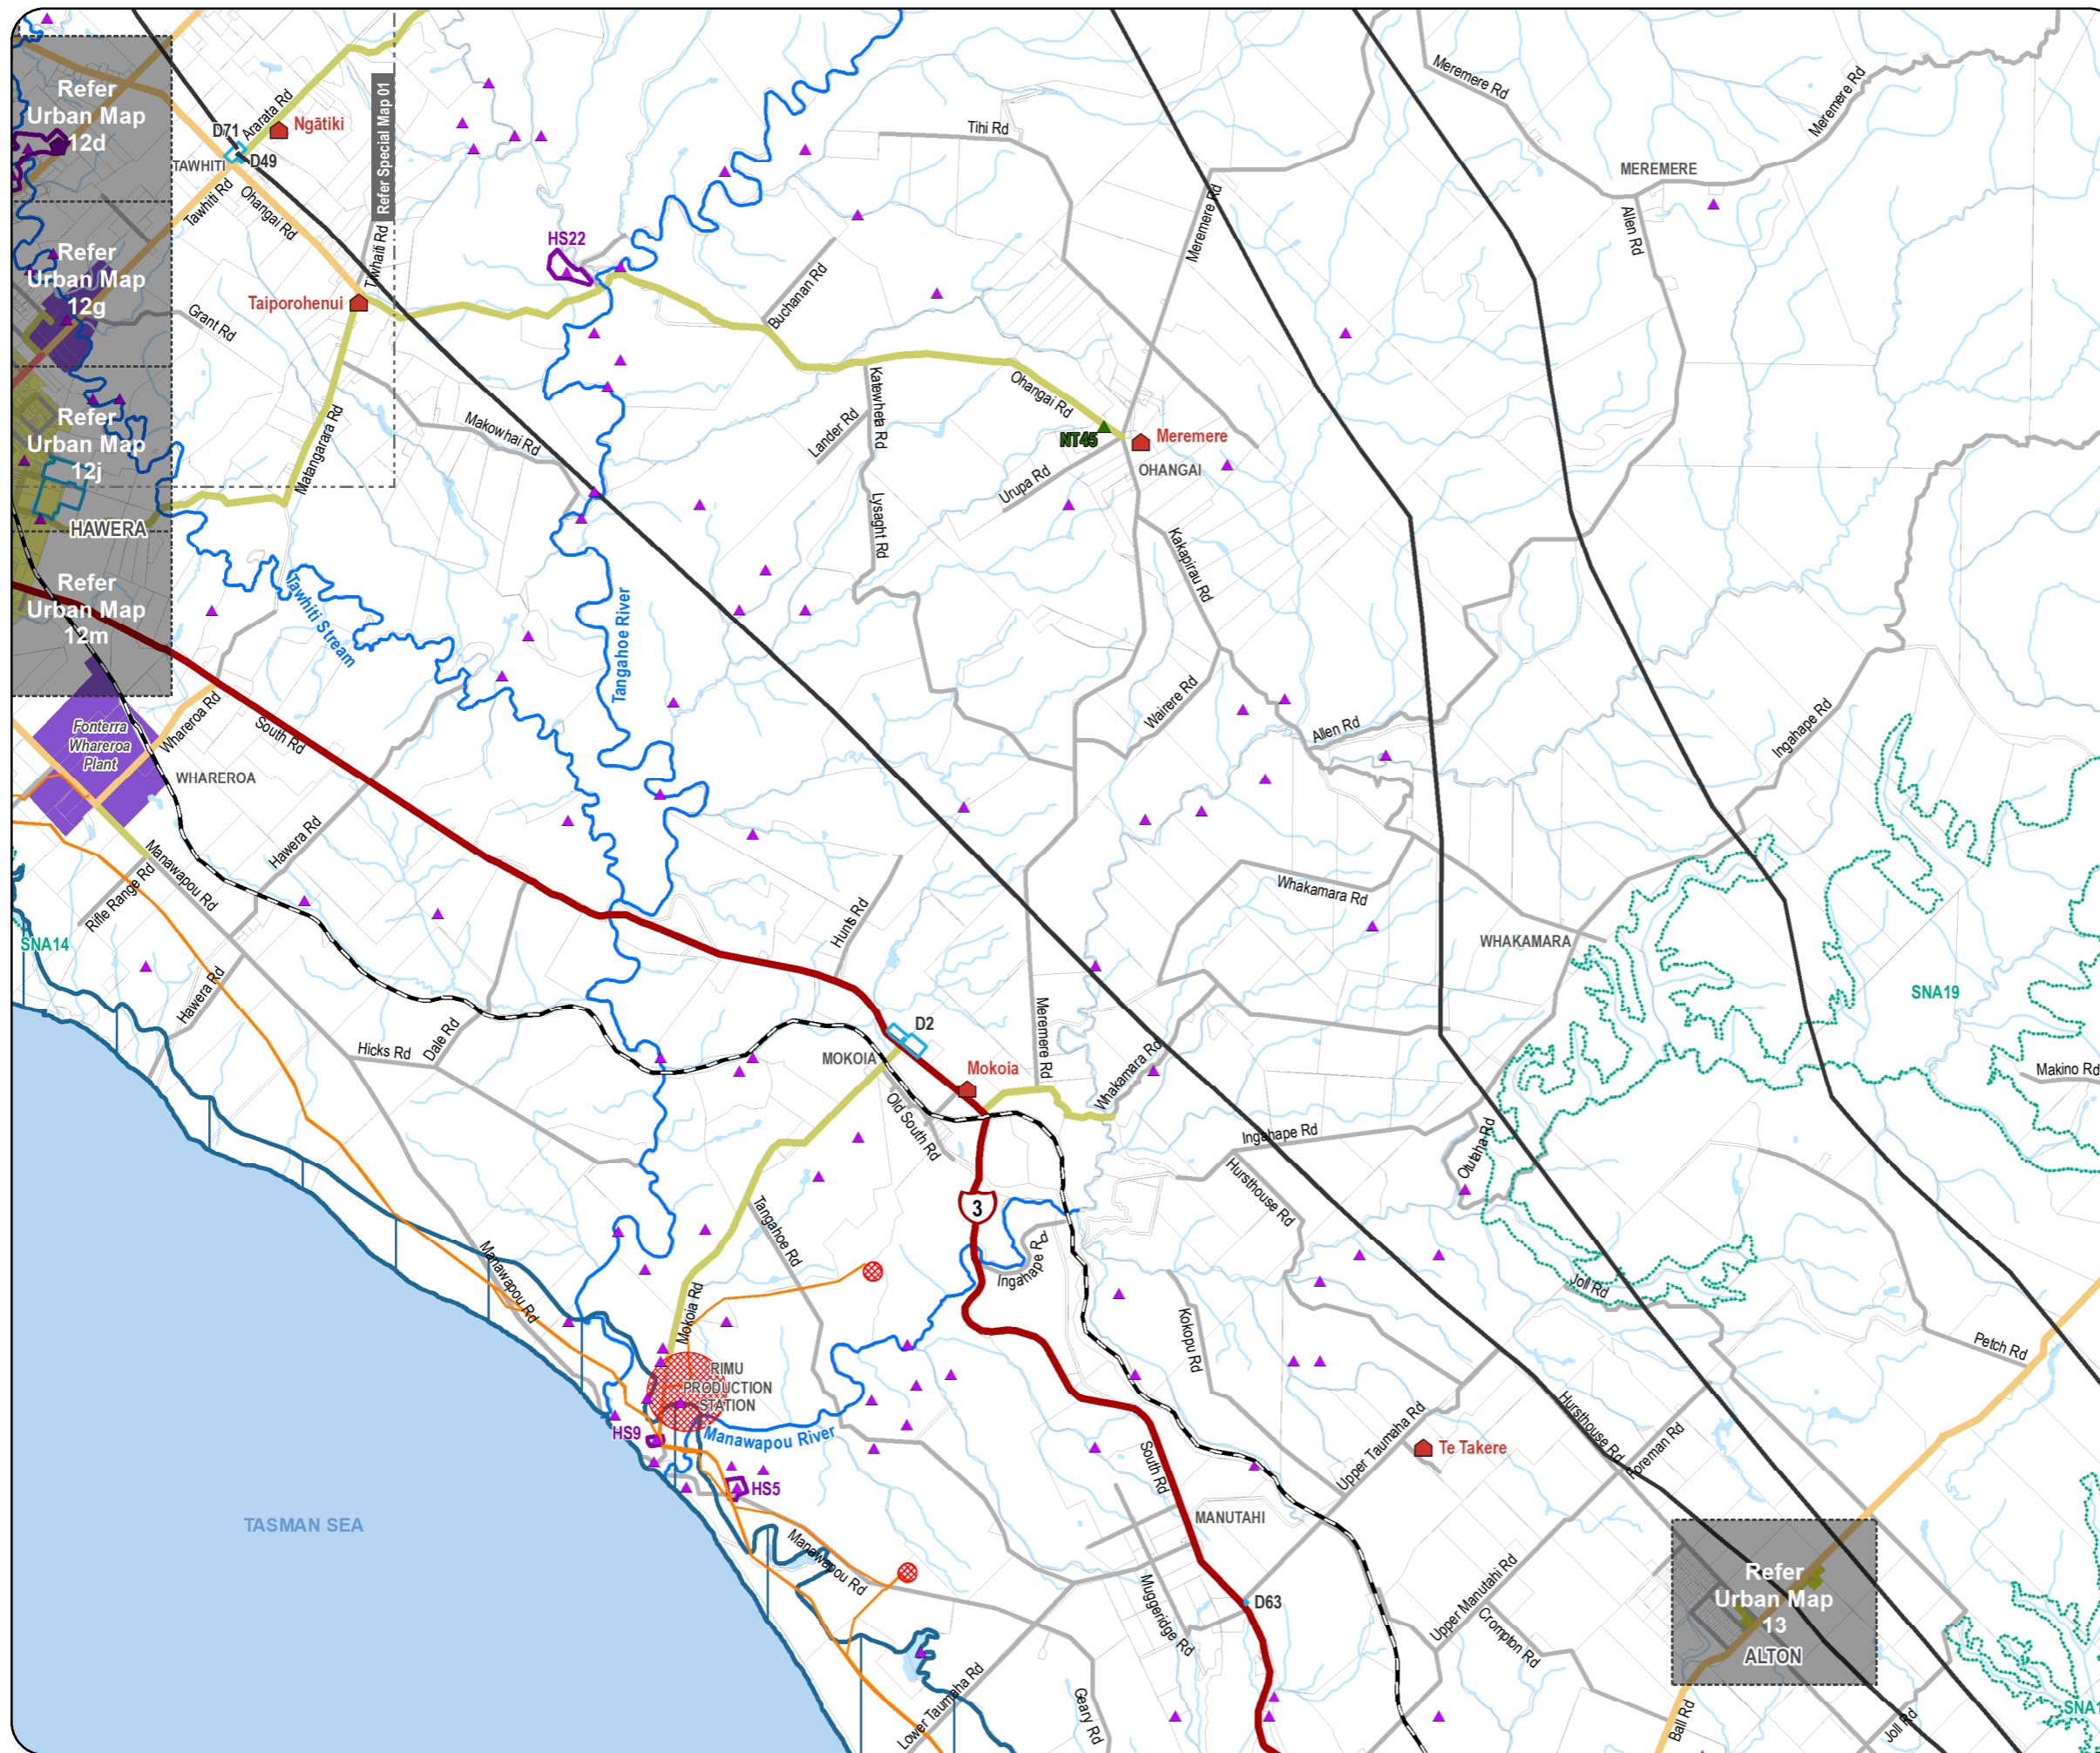 Refer
Urban Map
12d
Refer
Urban Map
12g
Refer
Urban Map
12j
HAWERA
Refer
Urban Map
12m
D71
Ararata Rd
Ngātiki
TAWHITI
D49
Tawhiti Rd
Ohangai Rd
Refer Special Map 01
Tawhiti Rd
Taiporohenui
Grant Rd
Matangarara Rd
Makowhai Rd
HS22
Tihi Rd
Meremere Rd
Meremere Rd
Meremere Rd
MEREMERE
Allen Rd
Buchanan Rd
Katewheta Rd
Lander Rd
Lysaght Rd
Ohangai Rd
NT45
Meremere
OHANGAI
Urupa Rd
Kakapirau Rd
Tawhiti Stream
Tangahoe River
Wairere Rd
Allen Rd
Ingahape Rd
Fonterra
Whareroa
Plant
Whareroa Rd
South Rd
WHAREROA
Hawera Rd
Manawapou Rd
Rifle Range Rd
SNA14
Hawera Rd
Hicks Rd
Dale Rd
Hunts Rd
Whakamara Rd
WHAKAMARA
SNA19
Makino Rd
D2
MOKOIA
Mokoia
Meremere Rd
Whakamara Rd
Old South Rd
Ingahape Rd
Hursthouse Rd
Olutaha Rd
3
Ingahape Rd
Tangahoe Rd
Manawapou Rd
Mokoia Rd
Kokopu Rd
Joll Rd
Petch Rd
RIMU
PRODUCTION
STATION
HS9
Manawapou River
HS5
Manawapou Rd
TASMAN SEA
South Rd
MANUTAHI
Upper Taumaha Rd
Te Takere
Hursthouse Rd
Foreman Rd
Muggeridge Rd
D63
Upper Manutahi Rd
Crompton Rd
Refer
Urban Map
13
ALTON
Lower Taumaha Rd
Geary Rd
Ball Rd
Joll Rd